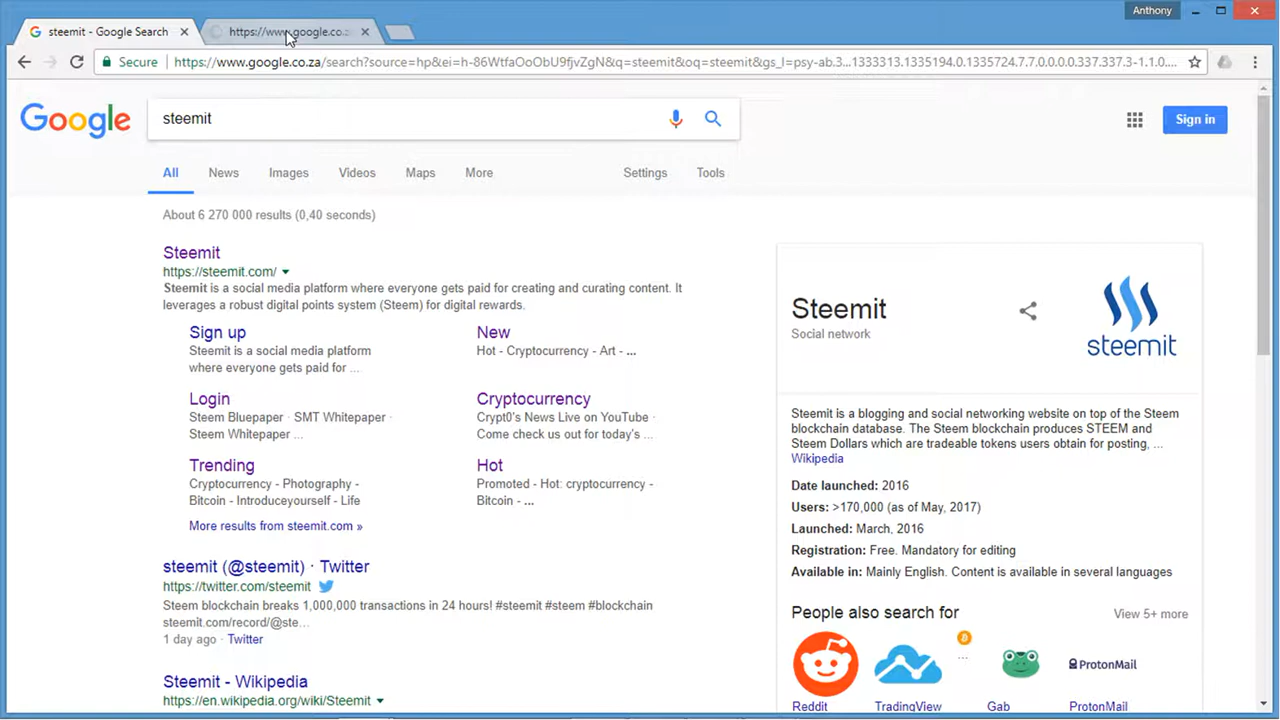 Anthony
steemit - Google Search
https://www.google.co.z
Secure
https://www.google.co.za/search?source=hp&ei=h-86WtfaOoObU9fjvZgN&q=steemit&oq=steemit&gs_l=psy-ab.3...1333313.1335194.0.1335724.7.7.0.0.0.0.337.337.3-1.1.0...
Google
steemit
Sign in
All News Images Videos Maps More Settings Tools
About 6 270 000 results (0,40 seconds)
Steemit
https://steemit.com/
Steemit is a social media platform where everyone gets paid for creating and curating content. It
leverages a robust digital points system (Steem) for digital rewards.
Sign up
Steemit is a social media platform
where everyone gets paid for ...
New
Hot - Cryptocurrency - Art - ...
Login
Steem Bluepaper · SMT Whitepaper ·
Steem Whitepaper ...
Cryptocurrency
Crypt0's News Live on YouTube ·
Come check us out for today's ...
Trending
Cryptocurrency - Photography -
Bitcoin - Introduceyourself - Life
Hot
Promoted - Hot: cryptocurrency -
Bitcoin - ...
More results from steemit.com »
steemit (@steemit) · Twitter
https://twitter.com/steemit
Steem blockchain breaks 1,000,000 transactions in 24 hours! #steemit #steem #blockchain
steemit.com/record/@ste...
1 day ago · Twitter
Steemit - Wikipedia
https://en.wikipedia.org/wiki/Steemit
Steemit
Social network
steemit
Steemit is a blogging and social networking website on top of the Steem
blockchain database. The Steem blockchain produces STEEM and
Steem Dollars which are tradeable tokens users obtain for posting, ...
Wikipedia
Date launched: 2016
Users: >170,000 (as of May, 2017)
Launched: March, 2016
Registration: Free. Mandatory for editing
Available in: Mainly English. Content is available in several languages
People also search for
View 5+ more
...
ProtonMail
Reddit
TradingView
Gab
ProtonMail